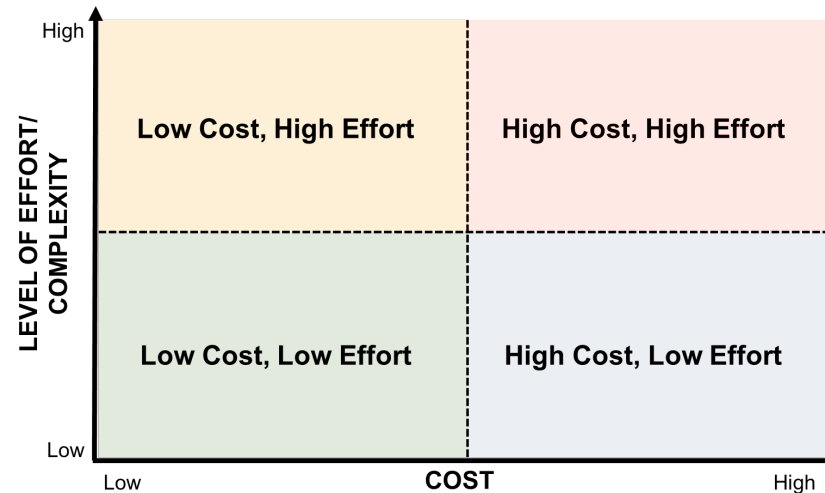 High
LEVEL OF EFFORT/
COMPLEXITY
Low Cost, High Effort
High Cost, High Effort
Low Cost, Low Effort
High Cost, Low Effort
Low
Low
COST
High